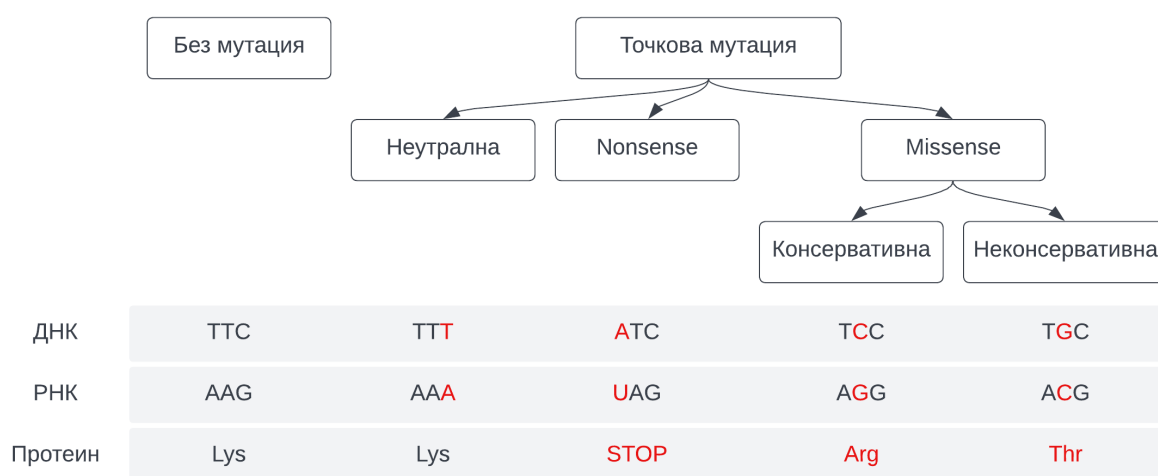 Без мутация
Точкова мутация
Неутрална
Nonsense
Missense
Консервативна
Неконсервативна
ДНК TTC TTT ATC TCC TGC
РНК AAG AAA UAG AGG ACG
Протеин Lys Lys STOP Arg Thr